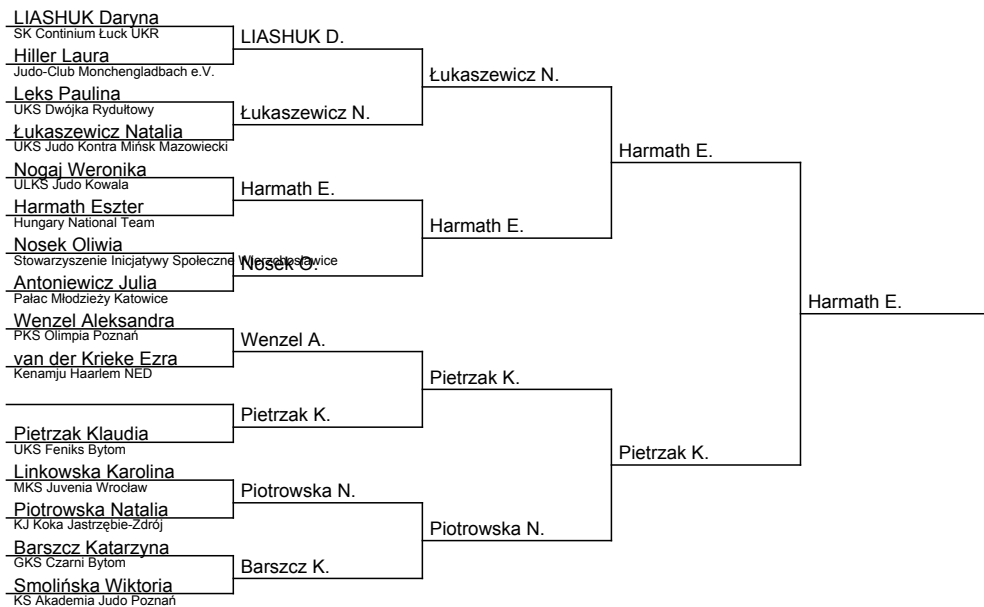 LIASHUK Daryna
SK Continium Łuck UKR
Hiller Laura
Judo-Club Monchengladbach e.V.
Leks Paulina
UKS Dwójka Rydułtowy
Łukaszewicz Natalia
UKS Judo Kontra Mińsk Mazowiecki
Nogaj Weronika
ULKS Judo Kowala
Harmath Eszter
Hungary National Team
Nosek Oliwia
Stowarzyszenie Inicjatywy Społeczne Wierzchosławice
Antoniewicz Julia
Pałac Młodzieży Katowice
Wenzel Aleksandra
PKS Olimpia Poznań
van der Krieke Ezra
Kenamju Haarlem NED
Pietrzak Klaudia
UKS Feniks Bytom
Linkowska Karolina
MKS Juvenia Wrocław
Piotrowska Natalia
KJ Koka Jastrzębie-Zdrój
Barszcz Katarzyna
GKS Czarni Bytom
Smolińska Wiktoria
KS Akademia Judo Poznań
LIASHUK D.
Łukaszewicz N.
Harmath E.
Nosek O.
Wenzel A.
Pietrzak K.
Piotrowska N.
Barszcz K.
Łukaszewicz N.
Harmath E.
Pietrzak K.
Piotrowska N.
Harmath E.
Pietrzak K.
Harmath E.